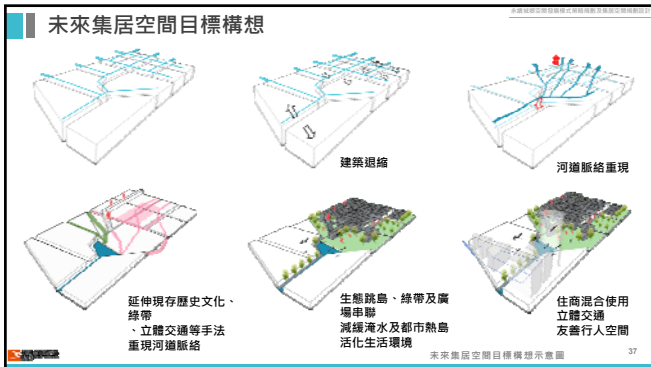 未來集居空間目標構想
建築退縮
河道脈絡重現
延伸現存歷史文化、
綠帶
、立體交通等手法
重現河道脈絡
生態跳島、綠帶及廣
場串聯
減緩淹水及都市熱島
活化生活環境
住商混合使用
立體交通
友善行人空間
未來集居空間目標構想示意圖
37